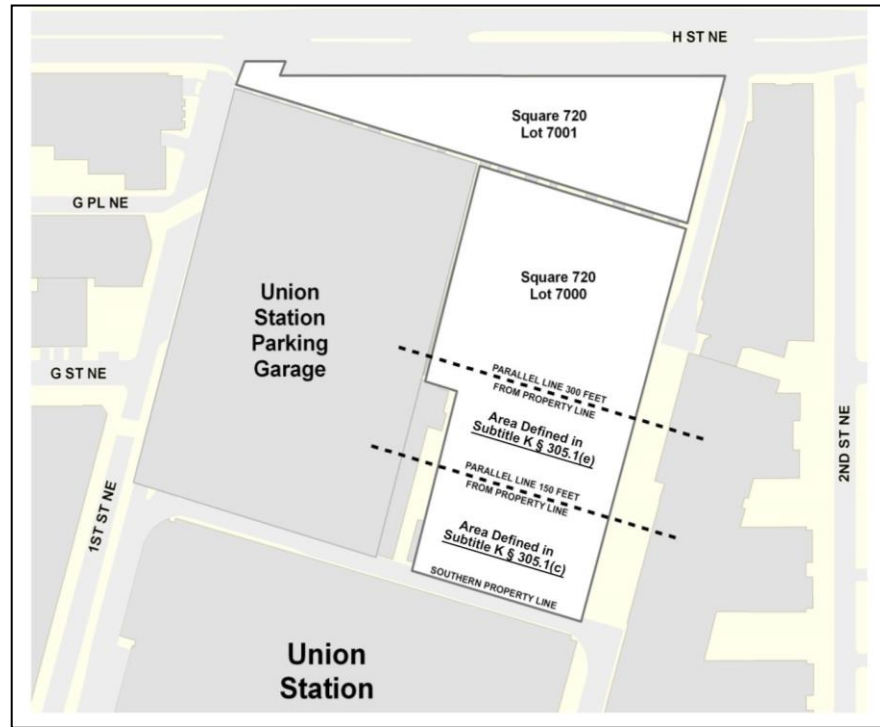 H ST NE
Square 720
Lot 7001
G PL NE
Square 720
Lot 7000
Union
Station
Parking
Garage
G ST NE
PARALLEL LINE 300 FEET
FROM PROPERTY LINE
Area Defined in
Subtitle K § 305.1(e)
2ND ST NE
PARALLEL LINE 150 FEET
FROM PROPERTY LINE
1ST ST NE
Area Defined in
Subtitle K § 305.1(c)
SOUTHERN PROPERTY LINE
Union
Station